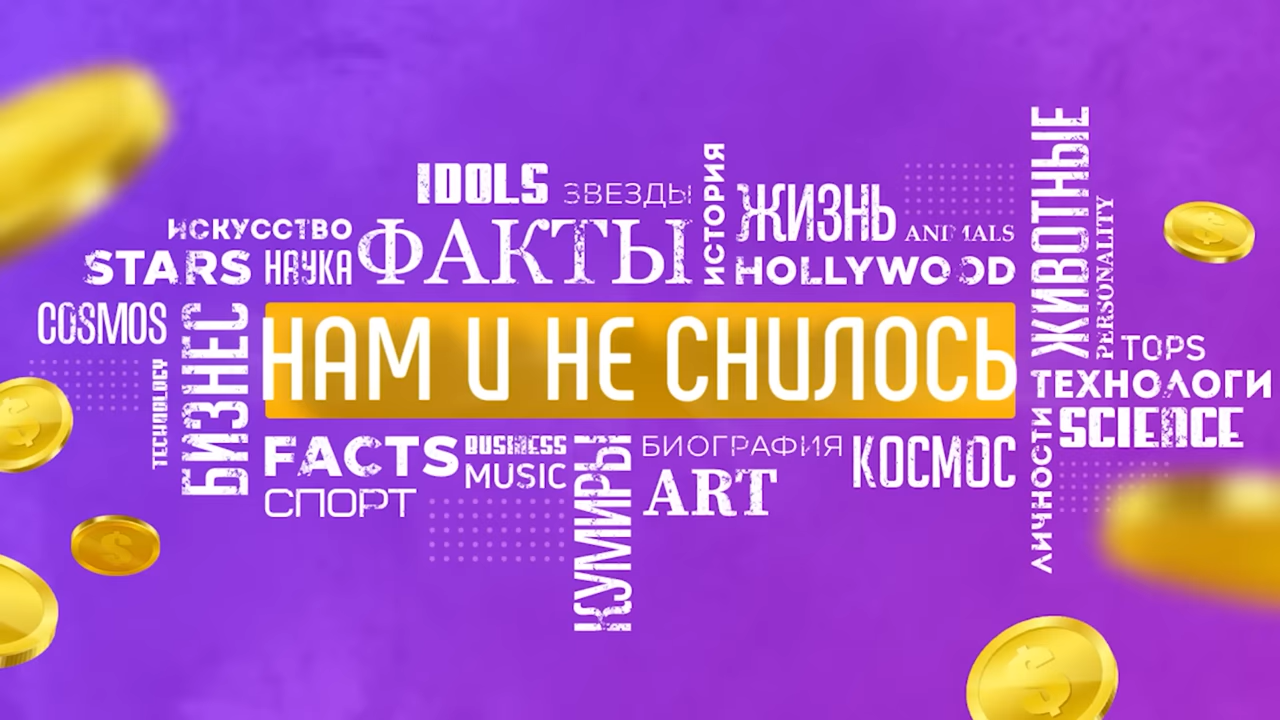 IDOLS
ЗВЕЗДЫ
ИСТОРИЯ
ЖИЗНЬ
ЖИВОТНЫЕ
ИСКУССТВО
ФАКТЫ
ANIMALS
PERSONALITY
STARS
НАУКА
HOLLYWOOD
COSMOS
БИЗНЕС
НАМ И НЕ СНИЛОСЬ
TOPS
TECHNOLOGY
ТЕХНОЛОГИ
SCIENCE
FACTS
BUSINESS
КУМИРЫ
БИОГРАФИЯ
КОСМОС
ЛИЧНОСТИ
MUSIC
ART
СПОРТ